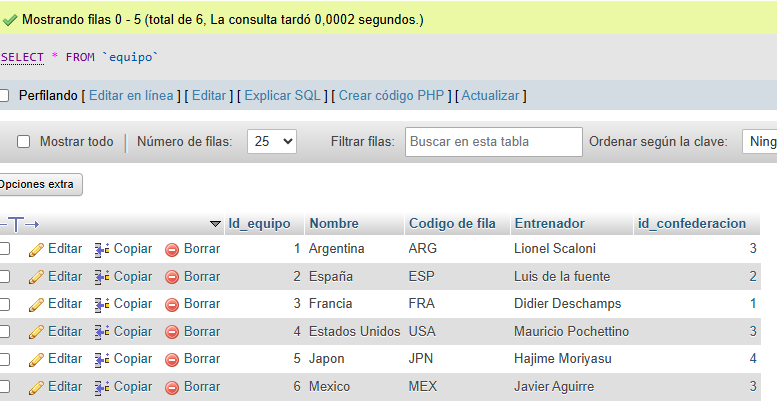 Mostrando filas 0 - 5 (total de 6, La consulta tardó 0,0002 segundos.)
SELECT * FROM `equipo`
Perfilando [ Editar en línea ] [ Editar ] [ Explicar SQL ] [ Crear código PHP ] [ Actualizar ]
Mostrar todo Número de filas: 25 Filtrar filas: Buscar en esta tabla Ordenar según la clave: Ning
Opciones extra
Id_equipo Nombre Codigo de fila Entrenador id_confederacion
Editar Copiar Borrar 1 Argentina ARG Lionel Scaloni 3
Editar Copiar Borrar 2 España ESP Luis de la fuente 2
Editar Copiar Borrar 3 Francia FRA Didier Deschamps 1
Editar Copiar Borrar 4 Estados Unidos USA Mauricio Pochettino 3
Editar Copiar Borrar 5 Japon JPN Hajime Moriyasu 4
Editar Copiar Borrar 6 Mexico MEX Javier Aguirre 3